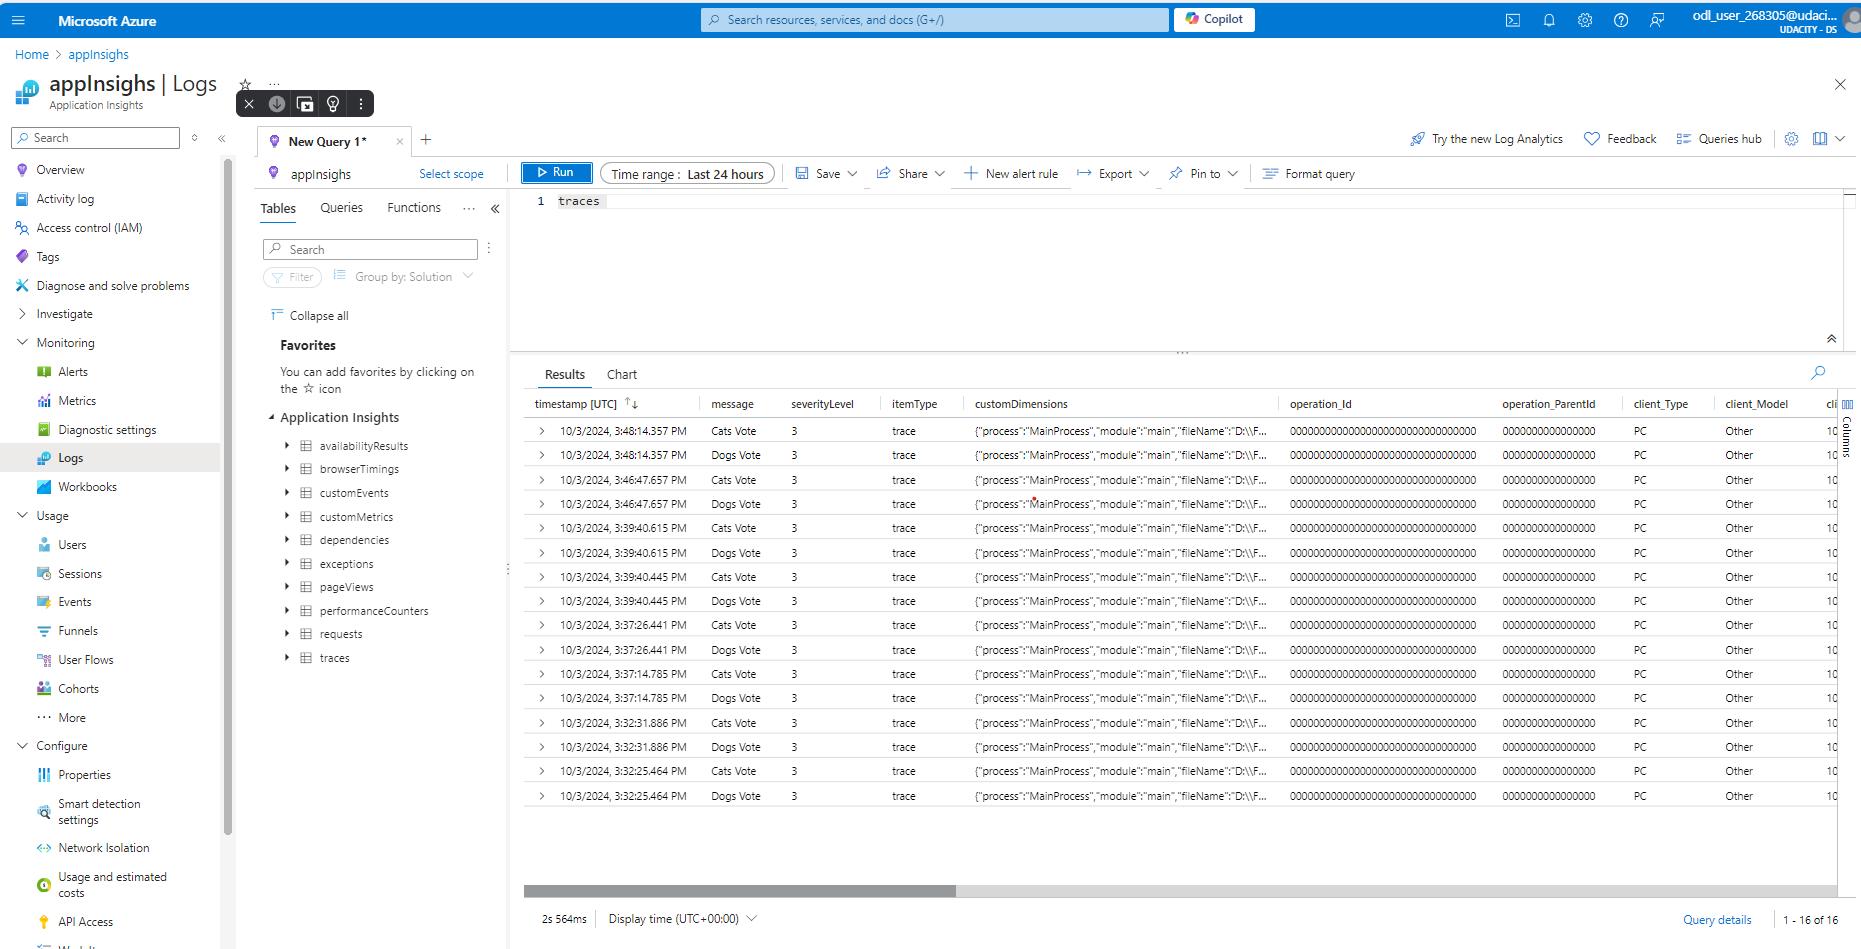 Microsoft Azure
Search resources, services, and docs (G+/)
Copilot
odl_user_268305@udaci...
UDACITY - DS
Home > appInsighs
appInsighs | Logs
Application Insights
Search
Overview
Activity log
Access control (IAM)
Tags
Diagnose and solve problems
Investigate
Monitoring
Alerts
Metrics
Diagnostic settings
Logs
Workbooks
Usage
Users
Sessions
Events
Funnels
User Flows
Cohorts
More
Configure
Properties
Smart detection
settings
Network Isolation
Usage and estimated
costs
API Access
New Query 1*
Try the new Log Analytics
Feedback
Queries hub
appInsighs
Select scope
Run
Time range : Last 24 hours
Save
Share
New alert rule
Export
Pin to
Format query
Tables
Queries
Functions
Search
Filter
Group by: Solution
Collapse all
Favorites
You can add favorites by clicking on
the ☆ icon
Application Insights
availabilityResults
browserTimings
customEvents
customMetrics
dependencies
exceptions
pageViews
performanceCounters
requests
traces
1 traces
Results
Chart
timestamp [UTC] message severityLevel itemType customDimensions operation_Id operation_ParentId client_Type client_Model cli
10/3/2024, 3:48:14.357 PM Cats Vote 3 trace {"process":"MainProcess","module":"main","fileName":"D:\\F... 00000000000000000000000000000000 0000000000000000 PC Other 10
10/3/2024, 3:48:14.357 PM Dogs Vote 3 trace {"process":"MainProcess","module":"main","fileName":"D:\\F... 00000000000000000000000000000000 0000000000000000 PC Other 10
10/3/2024, 3:46:47.657 PM Cats Vote 3 trace {"process":"MainProcess","module":"main","fileName":"D:\\F... 00000000000000000000000000000000 0000000000000000 PC Other 10
10/3/2024, 3:46:47.657 PM Dogs Vote 3 trace {"process":"MainProcess","module":"main","fileName":"D:\\F... 00000000000000000000000000000000 0000000000000000 PC Other 10
10/3/2024, 3:39:40.615 PM Cats Vote 3 trace {"process":"MainProcess","module":"main","fileName":"D:\\F... 00000000000000000000000000000000 0000000000000000 PC Other 10
10/3/2024, 3:39:40.615 PM Dogs Vote 3 trace {"process":"MainProcess","module":"main","fileName":"D:\\F... 00000000000000000000000000000000 0000000000000000 PC Other 10
10/3/2024, 3:39:40.445 PM Cats Vote 3 trace {"process":"MainProcess","module":"main","fileName":"D:\\F... 00000000000000000000000000000000 0000000000000000 PC Other 10
10/3/2024, 3:39:40.445 PM Dogs Vote 3 trace {"process":"MainProcess","module":"main","fileName":"D:\\F... 00000000000000000000000000000000 0000000000000000 PC Other 10
10/3/2024, 3:37:26.441 PM Cats Vote 3 trace {"process":"MainProcess","module":"main","fileName":"D:\\F... 00000000000000000000000000000000 0000000000000000 PC Other 10
10/3/2024, 3:37:26.441 PM Dogs Vote 3 trace {"process":"MainProcess","module":"main","fileName":"D:\\F... 00000000000000000000000000000000 0000000000000000 PC Other 10
10/3/2024, 3:37:14.785 PM Cats Vote 3 trace {"process":"MainProcess","module":"main","fileName":"D:\\F... 00000000000000000000000000000000 0000000000000000 PC Other 10
10/3/2024, 3:37:14.785 PM Dogs Vote 3 trace {"process":"MainProcess","module":"main","fileName":"D:\\F... 00000000000000000000000000000000 0000000000000000 PC Other 10
10/3/2024, 3:32:31.886 PM Cats Vote 3 trace {"process":"MainProcess","module":"main","fileName":"D:\\F... 00000000000000000000000000000000 0000000000000000 PC Other 10
10/3/2024, 3:32:31.886 PM Dogs Vote 3 trace {"process":"MainProcess","module":"main","fileName":"D:\\F... 00000000000000000000000000000000 0000000000000000 PC Other 10
10/3/2024, 3:32:25.464 PM Cats Vote 3 trace {"process":"MainProcess","module":"main","fileName":"D:\\F... 00000000000000000000000000000000 0000000000000000 PC Other 10
10/3/2024, 3:32:25.464 PM Dogs Vote 3 trace {"process":"MainProcess","module":"main","fileName":"D:\\F... 00000000000000000000000000000000 0000000000000000 PC Other 10
Columns
2s 564ms
Display time (UTC+00:00)
Query details
1 - 16 of 16